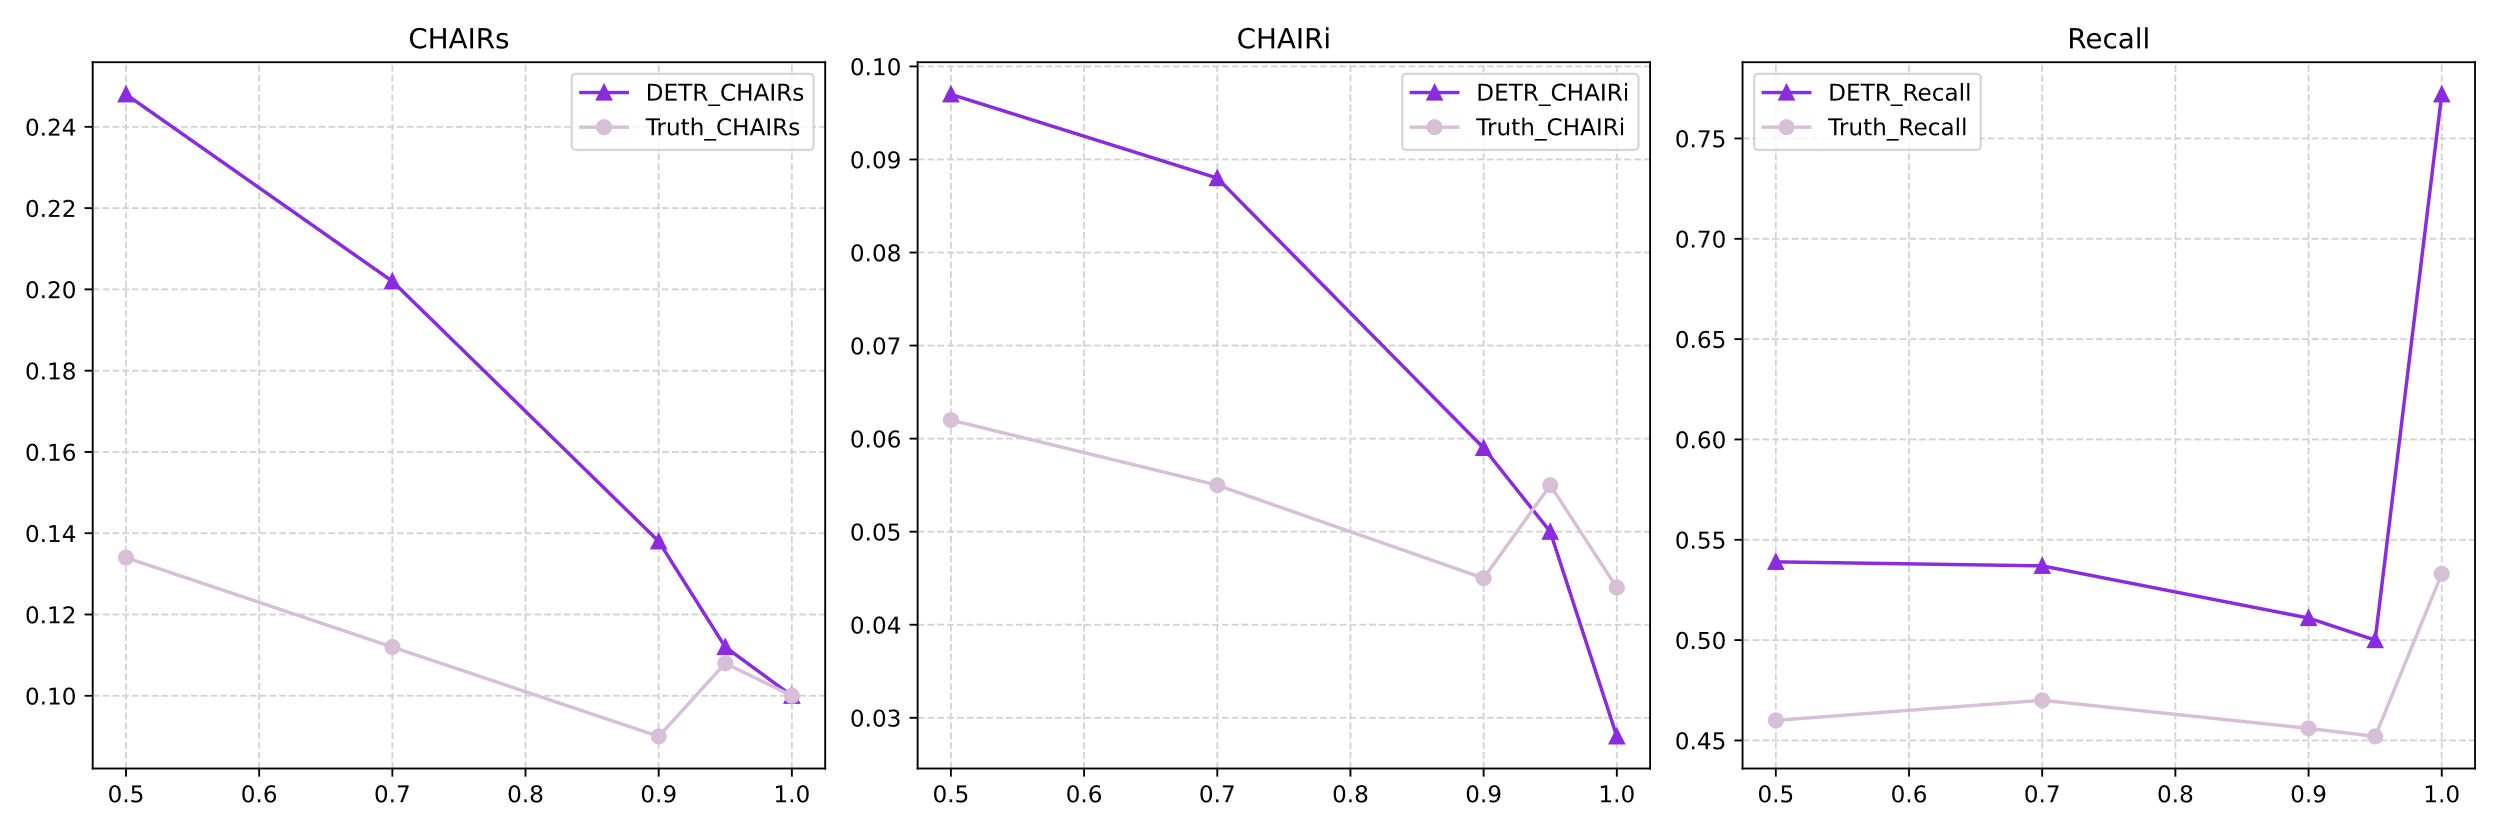 CHAIRs
DETR_CHAIRs
Truth_CHAIRs
0.24
0.22
0.20
0.18
0.16
0.14
0.12
0.10
0.5 0.6 0.7 0.8 0.9 1.0
CHAIRi
DETR_CHAIRi
Truth_CHAIRi
0.10
0.09
0.08
0.07
0.06
0.05
0.04
0.03
0.5 0.6 0.7 0.8 0.9 1.0
Recall
DETR_Recall
Truth_Recall
0.75
0.70
0.65
0.60
0.55
0.50
0.45
0.5 0.6 0.7 0.8 0.9 1.0